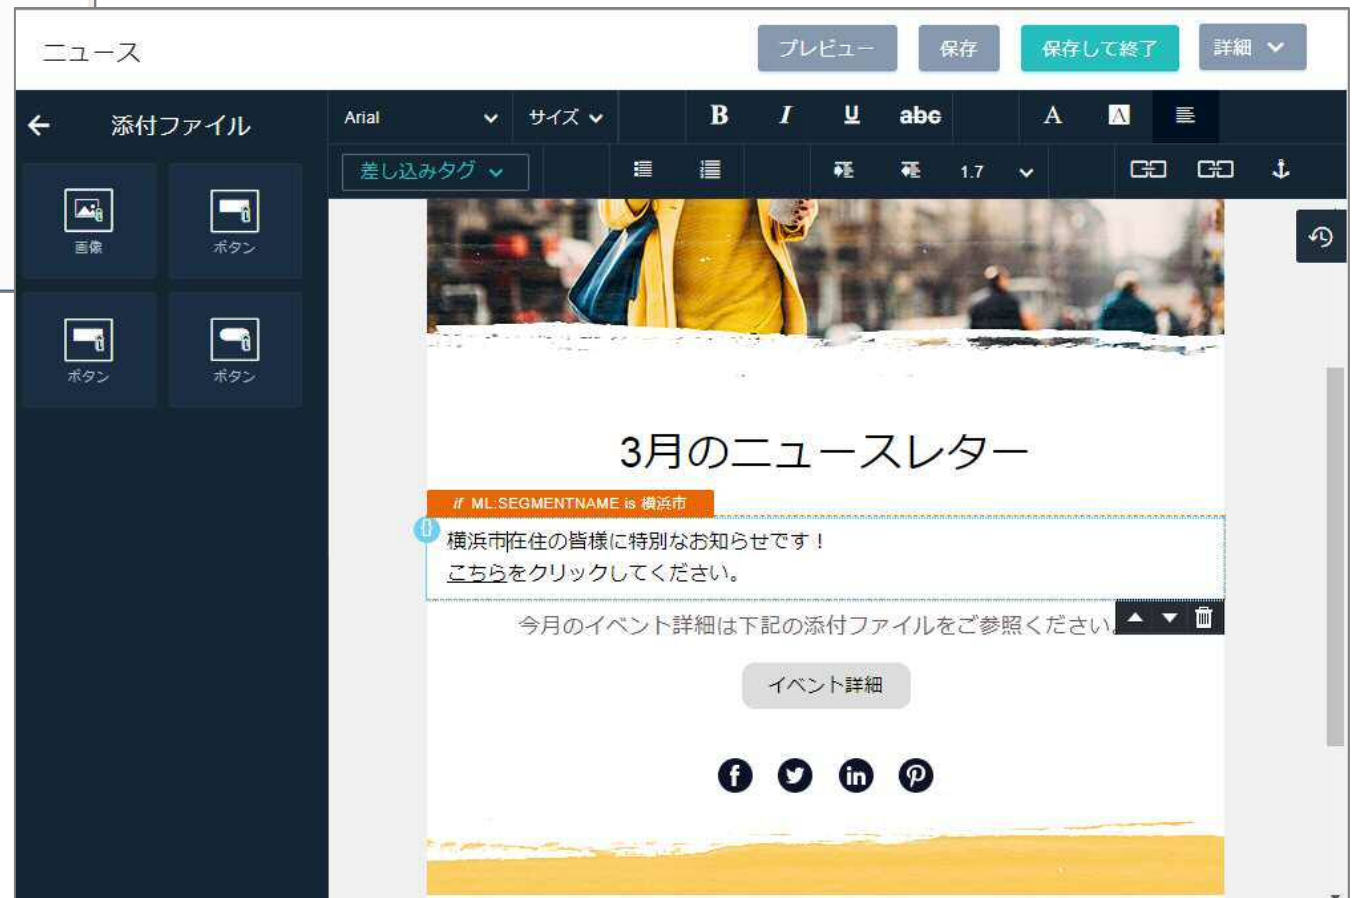 ニュース
プレビュー
保存
保存して終了
詳細
添付ファイル
Arial
サイズ
B
I
U
abc
A
A
差し込みタグ
1.7
画像
ボタン
ボタン
ボタン
3月のニュースレター
if ML:SEGMENTNAME is 横浜市
{}
横浜市在住の皆様に特別なお知らせです！
こちらをクリックしてください。
今月のイベント詳細は下記の添付ファイルをご参照ください。
イベント詳細